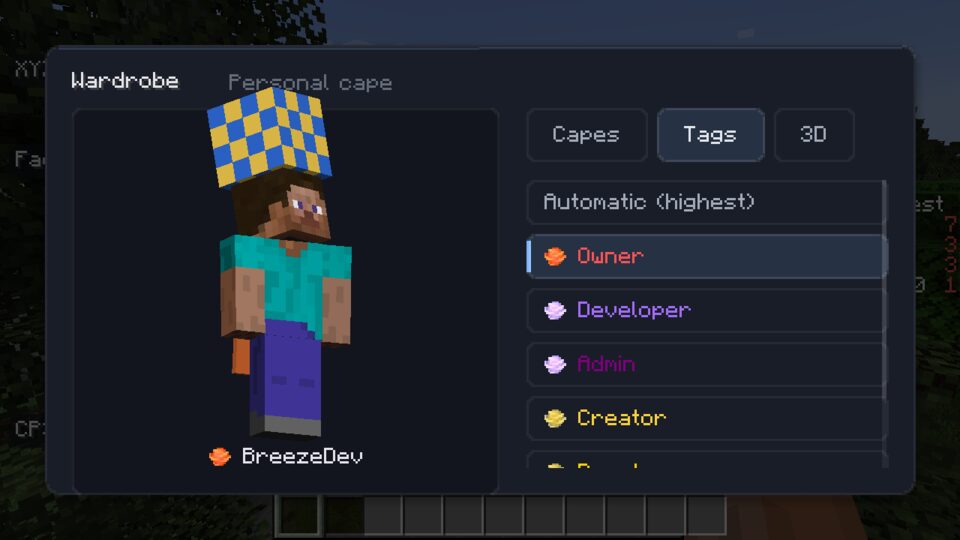 Wardrobe
Personal cape
Capes
Tags
3D
Automatic (highest)
Owner
Developer
Admin
Creator
BreezeDev